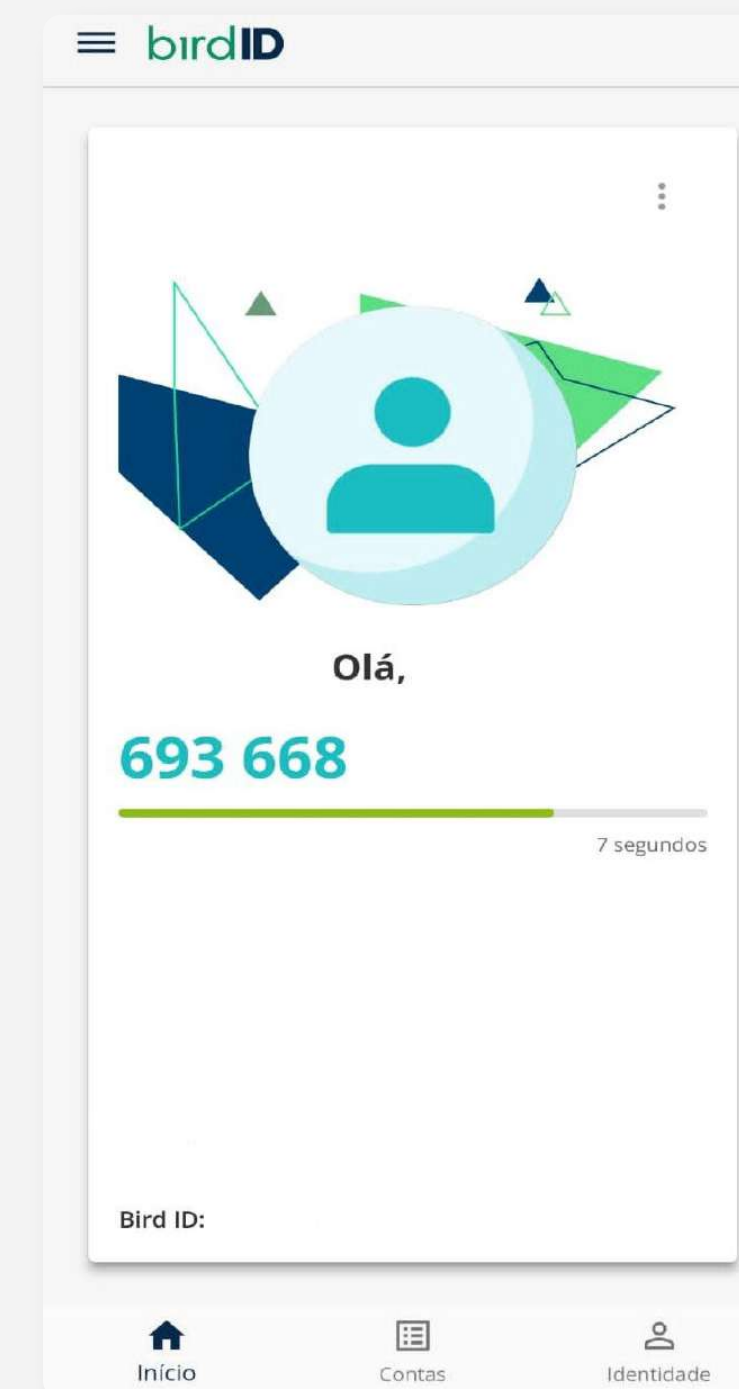 birdID
Olá,
693 668
7 segundos
Bird ID:
Início
Contas
Identidade